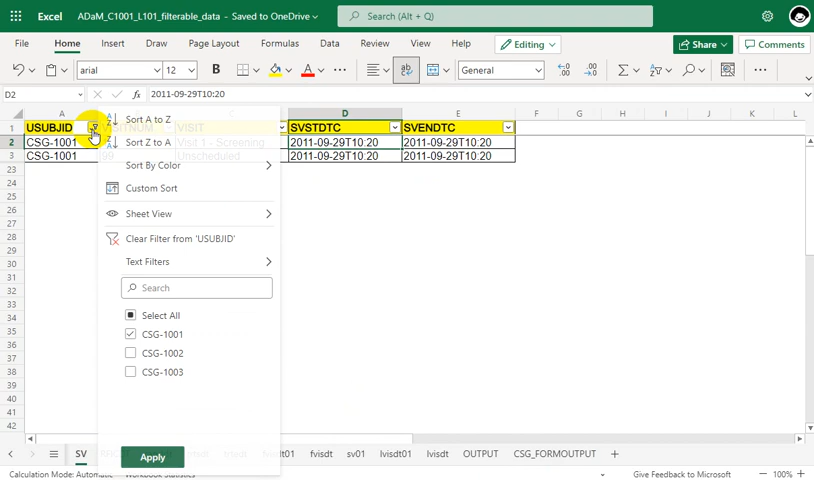 Excel ADaM_C1001_L101_filterable_data - Saved to OneDrive Search (Alt + Q)
File Home Insert Draw Page Layout Formulas Data Review View Help Editing Share Comments
arial 12 B A ab General
D2 fx 2011-09-29T10:20
A D E F G H I J K L
1 USUBJID VISITNUM VISIT SVSTDTC SVENDTC
2 CSG-1001 Visit 1 - Screening 2011-09-29T10:20 2011-09-29T10:20
3 CSG-1001 99 Unscheduled 2011-09-29T10:20 2011-09-29T10:20
Sort A to Z
Sort Z to A
Sort By Color
Custom Sort
Sheet View
Clear Filter from 'USUBJID'
Text Filters
Search
Select All
CSG-1001
CSG-1002
CSG-1003
Apply
23
24
25
26
27
28
29
30
31
32
33
34
35
36
37
38
39
40
41
42
SV fvisdt sv01 lvisdt01 lvisdt OUTPUT CSG_FORMOUTPUT
Calculation Mode: Automatic Workbook Statistics Give Feedback to Microsoft 100%